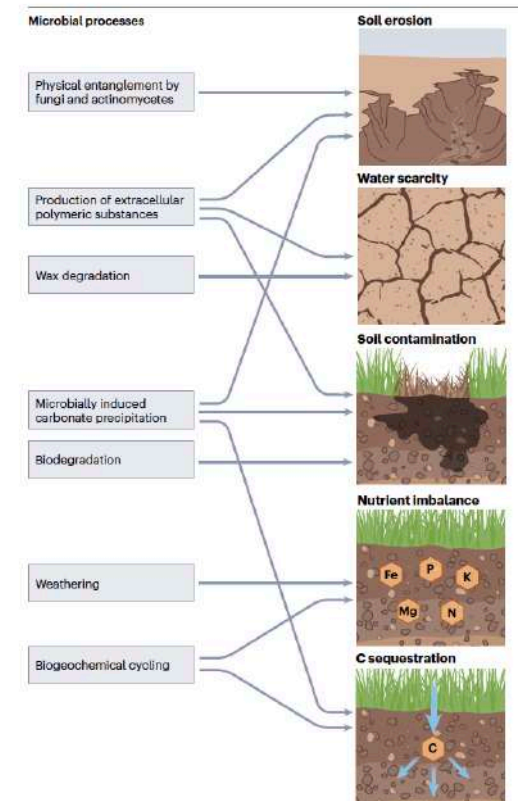 Microbial processes
Soil erosion
Physical entanglement by
fungi and actinomycetes
Water scarcity
Production of extracellular
polymeric substances
Wax degradation
Soil contamination
Microbially induced
carbonate precipitation
Biodegradation
Nutrient imbalance
Fe
P
K
Mg
N
Weathering
Biogeochemical cycling
C sequestration
C